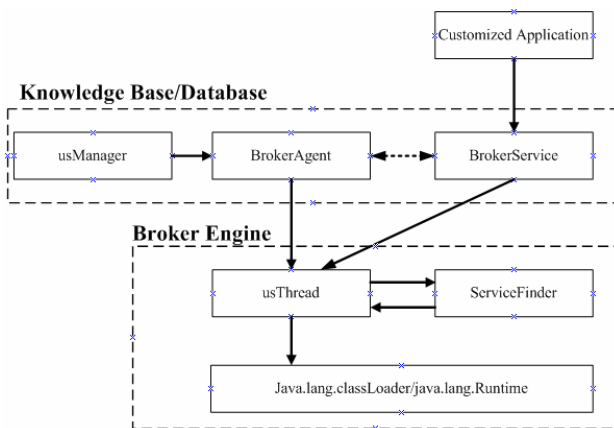 Customized Application
Knowledge Base/Database
usManager
BrokerAgent
BrokerService
Broker Engine
usThread
ServiceFinder
Java.lang.classLoader/java.lang.Runtime